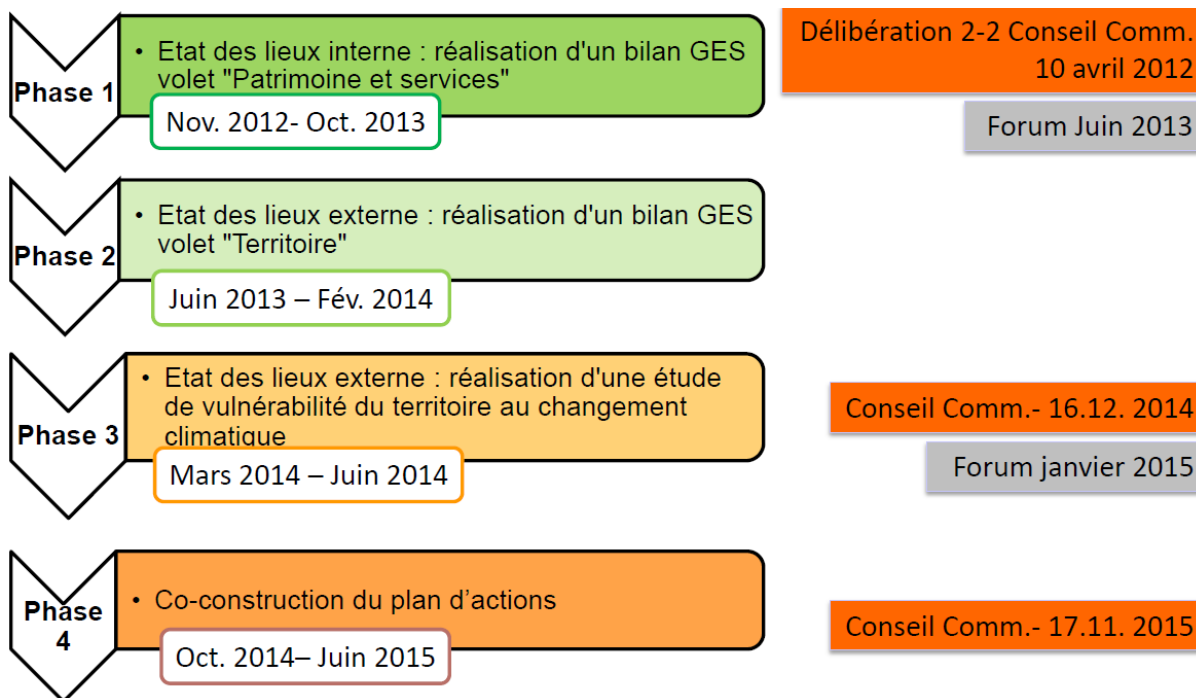 Phase 1
• Etat des lieux interne : réalisation d'un bilan GES
volet "Patrimoine et services"
Nov. 2012- Oct. 2013
Délibération 2-2 Conseil Comm.
10 avril 2012
Forum Juin 2013
Phase 2
• Etat des lieux externe : réalisation d'un bilan GES
volet "Territoire"
Juin 2013 – Fév. 2014
Phase 3
• Etat des lieux externe : réalisation d'une étude
de vulnérabilité du territoire au changement
climatique
Mars 2014 – Juin 2014
Conseil Comm.- 16.12. 2014
Forum janvier 2015
Phase
4
• Co-construction du plan d’actions
Oct. 2014– Juin 2015
Conseil Comm.- 17.11. 2015